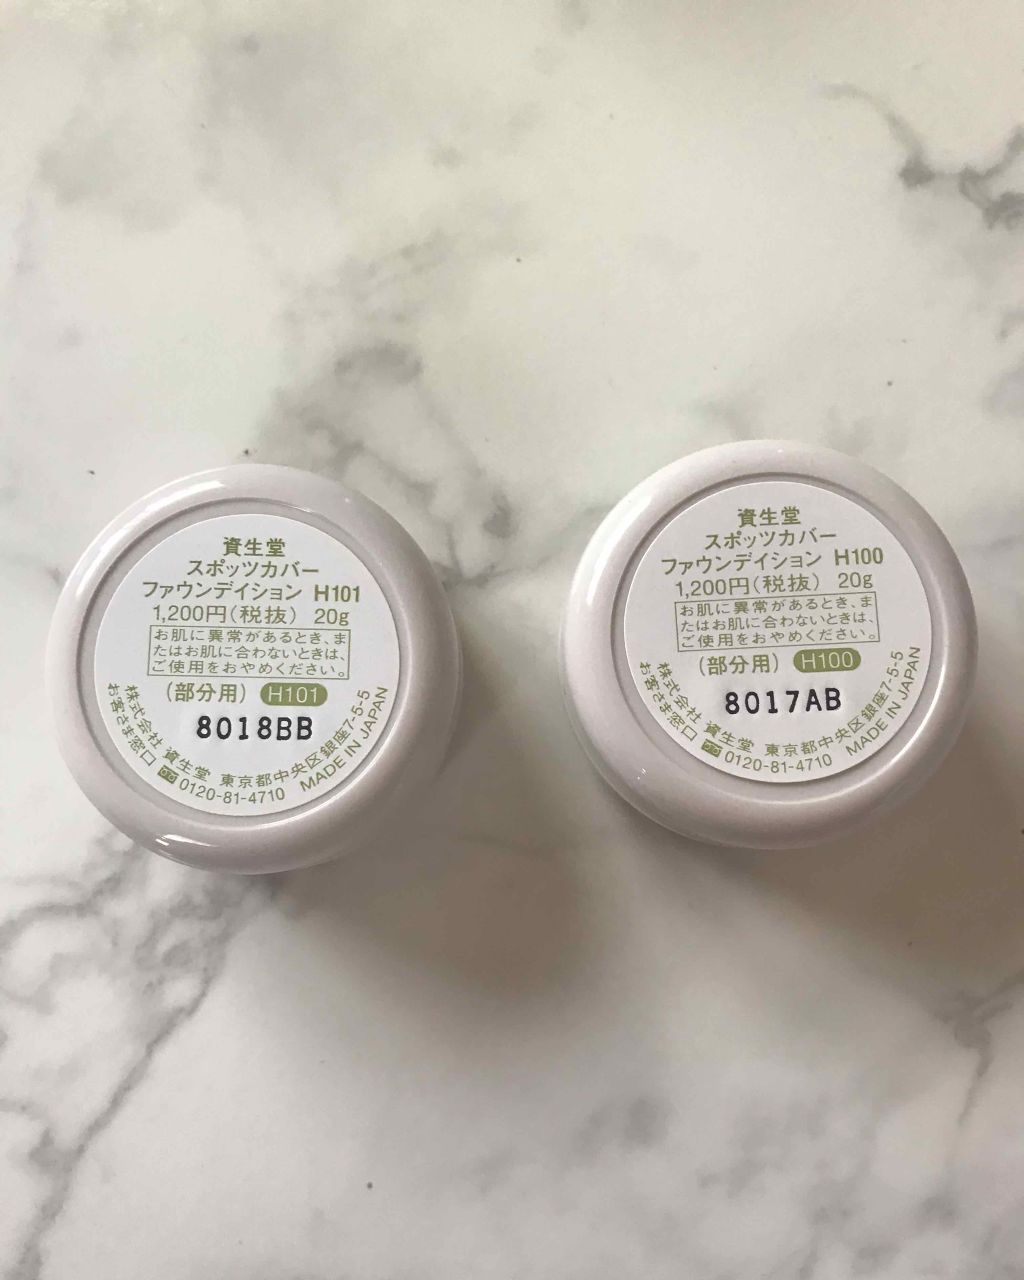 資生堂
スポッツカバー
ファウンデイション H101
1,200円(税抜) 20g
お肌に異常があるとき、ま
たはお肌に合わないときは、
ご使用をおやめください。
(部分用) H101
8018BB
株式会社 資生堂 東京都中央区銀座7-5-5
お客さま窓口 0120-81-4710 MADE IN JAPAN
資生堂
スポッツカバー
ファウンデイション H100
1,200円(税抜) 20g
お肌に異常があるとき、ま
たはお肌に合わないときは、
ご使用をおやめください。
(部分用) H100
8017AB
株式会社 資生堂 東京都中央区銀座7-5-5
お客さま窓口 0120-81-4710 MADE IN JAPAN